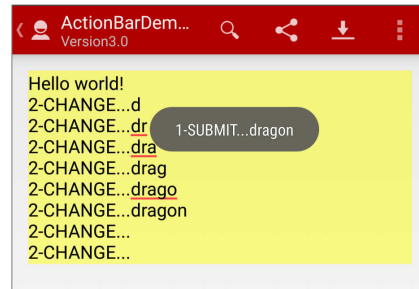 ActionBarDem...
Version3.0
Hello world!
2-CHANGE...d
2-CHANGE...dr
1-SUBMIT...dragon
2-CHANGE...dra
2-CHANGE...drag
2-CHANGE...drago
2-CHANGE...dragon
2-CHANGE...
2-CHANGE...